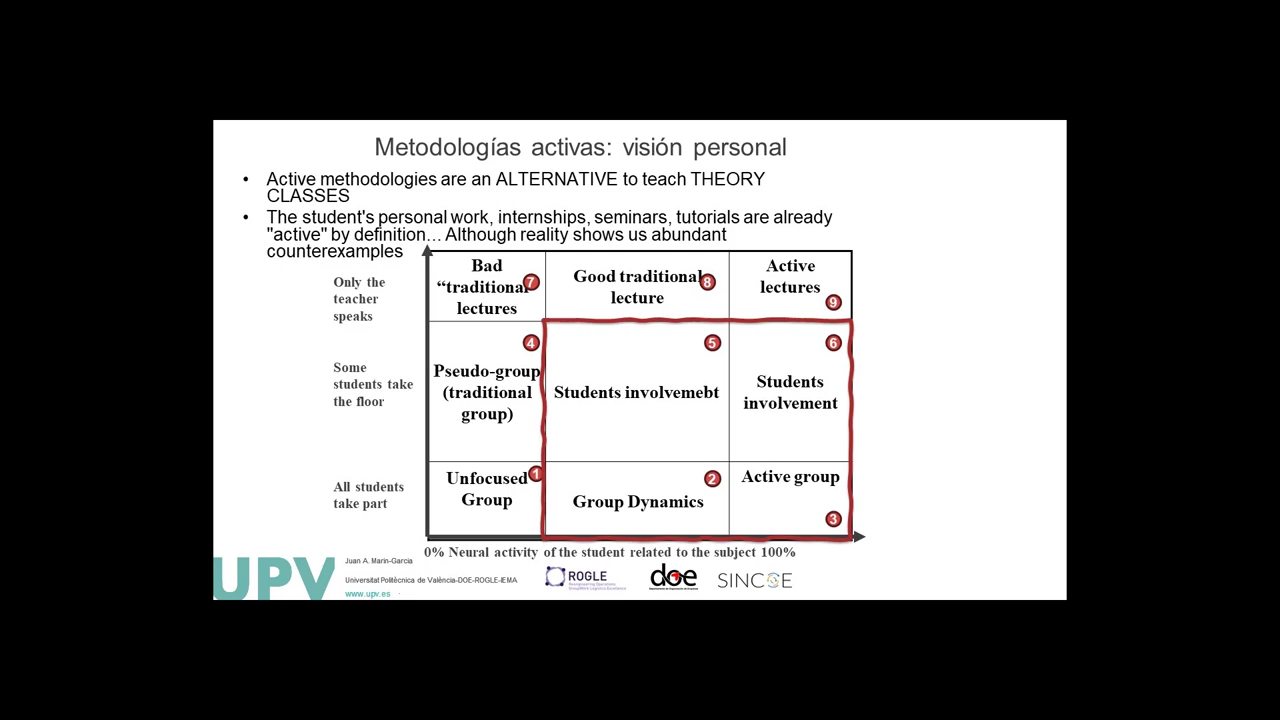 Metodologías activas: visión personal
• Active methodologies are an ALTERNATIVE to teach THEORY
CLASSES
• The student's personal work, internships, seminars, tutorials are already
"active" by definition... Although reality shows us abundant
counterexamples
Only the
teacher
speaks
Bad
“traditional
lectures
7
Good traditional
lecture
8
Active
lectures
9
Some
students take
the floor
4
Pseudo-group
(traditional
group)
5
Students involvemebt
6
Students
involvement
All students
take part
1
Unfocused
Group
2
Group Dynamics
Active group
3
0% Neural activity of the student related to the subject 100%
UPV
Juan A. Marin-Garcia
Universitat Politècnica de València-DOE-ROGLE-IEMA
www.upv.es
ROGLE
doe
SINCOE